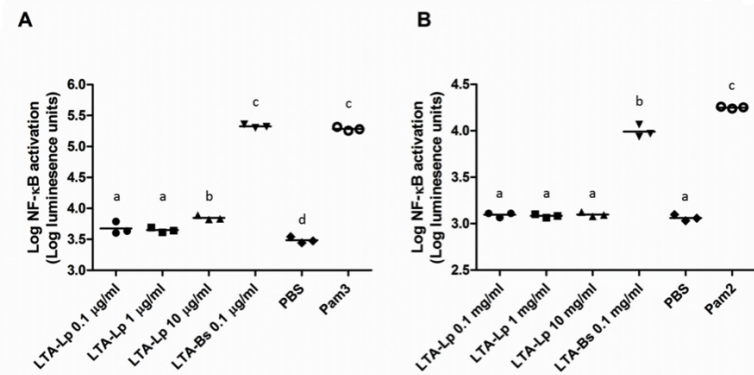 A
B
Log NF-κB activation
(Log luminesence units)
6.0
5.5
5.0
4.5
4.0
3.5
3.0
a
a
b
c
d
c
LTA-Lp 0.1 μg/ml
LTA-Lp 1 μg/ml
LTA-Lp 10 μg/ml
LTA-Bs 0.1 μg/ml
PBS
Pam3
Log NF-κB activation
(Log luminesence units)
4.5
4.0
3.5
3.0
2.5
a
a
a
b
a
c
LTA-Lp 0.1 mg/ml
LTA-Lp 1 mg/ml
LTA-Lp 10 mg/ml
LTA-Bs 0.1 mg/ml
PBS
Pam2